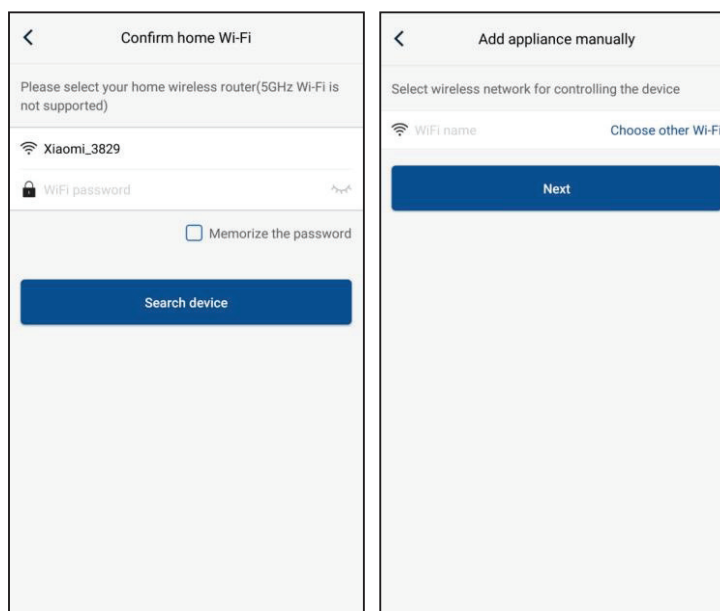 Confirm home Wi-Fi
Please select your home wireless router(5GHz Wi-Fi is
not supported)
Xiaomi_3829
WiFi password
Memorize the password
Search device
Add appliance manually
Select wireless network for controlling the device
WiFi name
Choose other Wi-Fi
Next